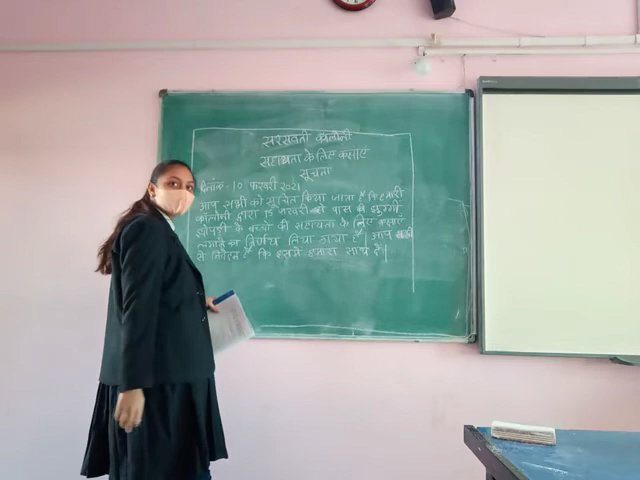 सरस्वती कॉलोनी
सहायता के लिए कक्षाएं
सूचना
दिनांक - 10 फरवरी 2021
आप सभी को सूचित किया जाता है कि हमारी
कॉलोनी द्वारा 15 फरवरी को पास की झुग्गी
झोपड़ी के बच्चों की सहायता के लिए कक्षाएं
लगाने का निर्णय लिया गया है। आप सभी
से निवेदन है कि इसमें हमारा साथ दें।